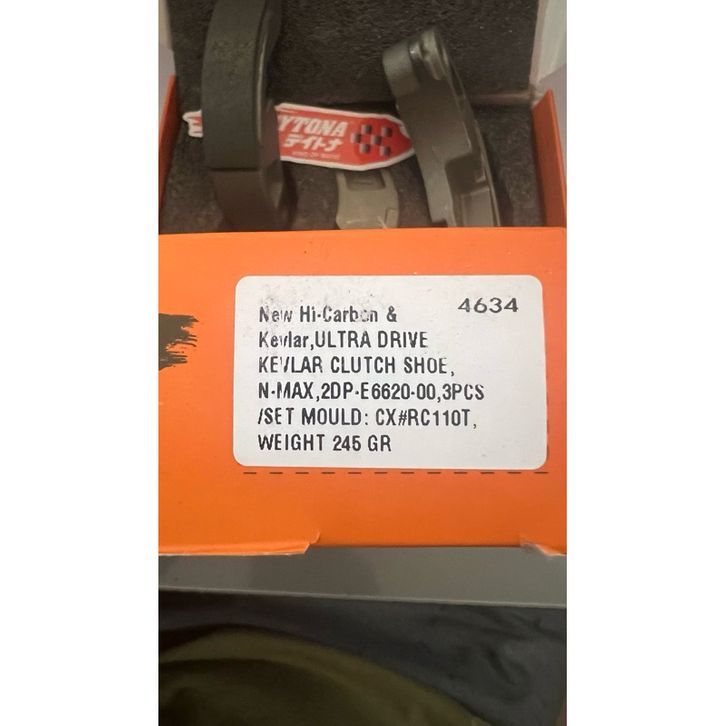 YTONA
デイトナ
New Hi-Carbon & 4634
Kevlar,ULTRA DRIVE
KEVLAR CLUTCH SHOE,
N-MAX,2DP-E6620-00,3PCS
/SET MOULD: CX#RC110T,
WEIGHT 245 GR